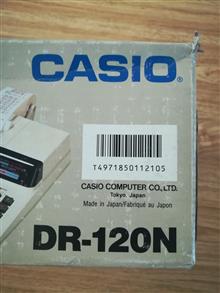 CASIO®
T4971850112105
CASIO COMPUTER CO.,LTD.
Tokyo, Japan
Made in Japan/Fabriqué au Japon
DR-120N